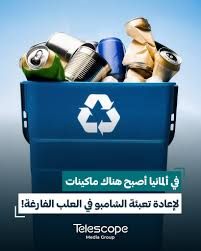 في ألمانيا أصبح هناك ماكينات
لإعادة تعبئة الشامبو في العلب الفارغة!
Telescope
Media Group